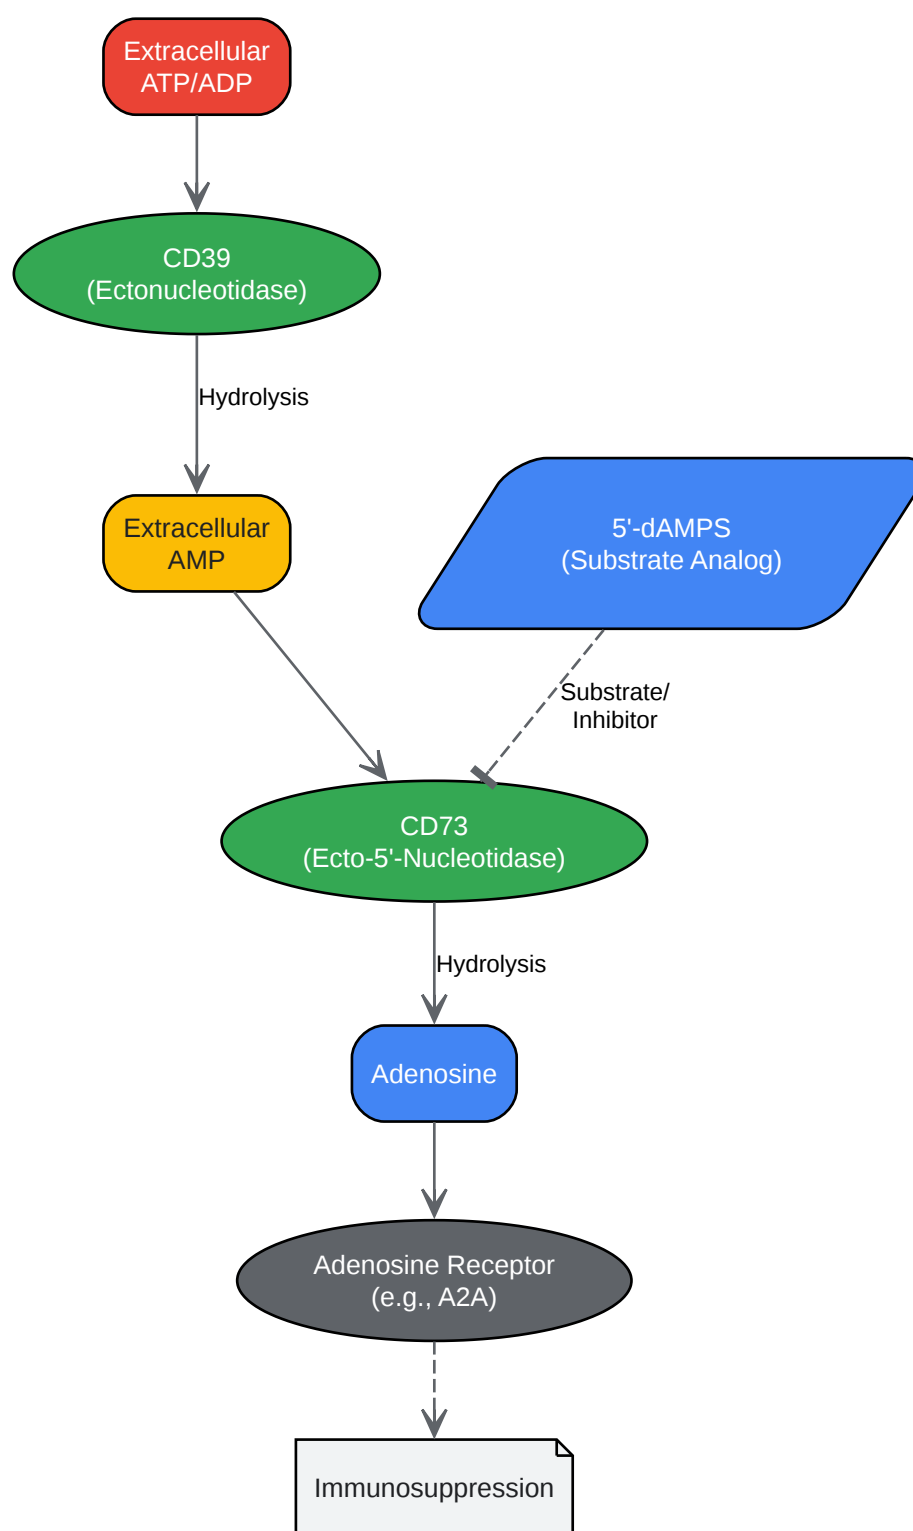 Extracellular
ATP/ADP
CD39
(Ectonucleotidase)
Hydrolysis
Extracellular
AMP
5'-dAMPS
(Substrate Analog)
Substrate/
Inhibitor
CD73
(Ecto-5'-Nucleotidase)
Hydrolysis
Adenosine
Adenosine Receptor
(e.g., A2A)
Immunosuppression